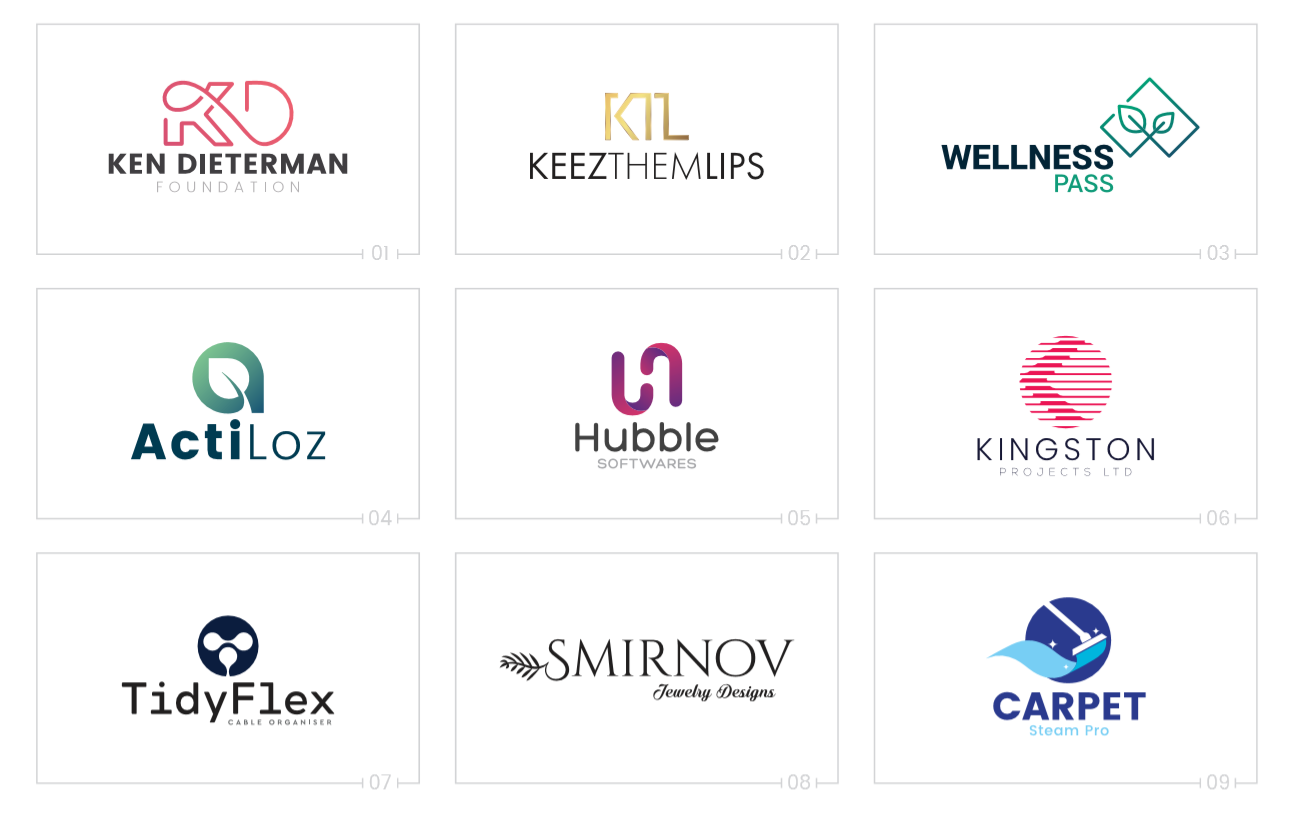 KEN DIETERMAN
FOUNDATION
01
KTL
KEEZTHEMLIPS
02
WELLNESS
PASS
03
ActiLoz
04
Hubble
SOFTWARES
05
KINGSTON
PROJECTS LTD
06
TidyFlex
CABLE ORGANISER
07
SMIRNOV
Jewelry Designs
08
CARPET
Steam Pro
09